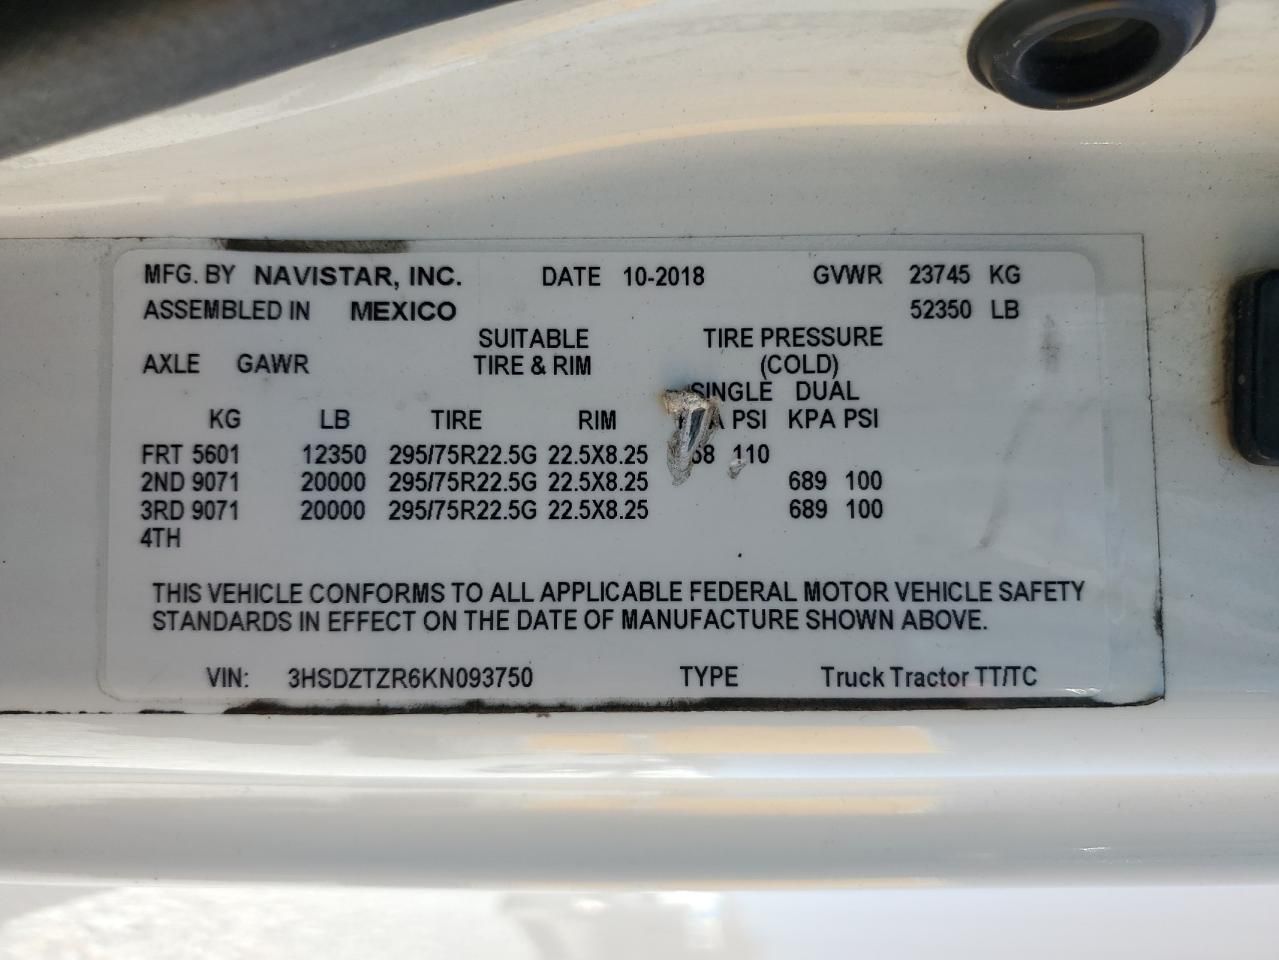 MFG. BY NAVISTAR, INC. DATE 10-2018 GVWR 23745 KG
ASSEMBLED IN MEXICO 52350 LB
SUITABLE TIRE PRESSURE
AXLE GAWR TIRE & RIM (COLD)
SINGLE DUAL
KG LB TIRE RIM PSI KPA PSI
FRT 5601 12350 295/75R22.5G 22.5X8.25 110
2ND 9071 20000 295/75R22.5G 22.5X8.25 689 100
3RD 9071 20000 295/75R22.5G 22.5X8.25 689 100
4TH
THIS VEHICLE CONFORMS TO ALL APPLICABLE FEDERAL MOTOR VEHICLE SAFETY
STANDARDS IN EFFECT ON THE DATE OF MANUFACTURE SHOWN ABOVE.
VIN: 3HSDZTZR6KN093750 TYPE Truck Tractor TT/TC